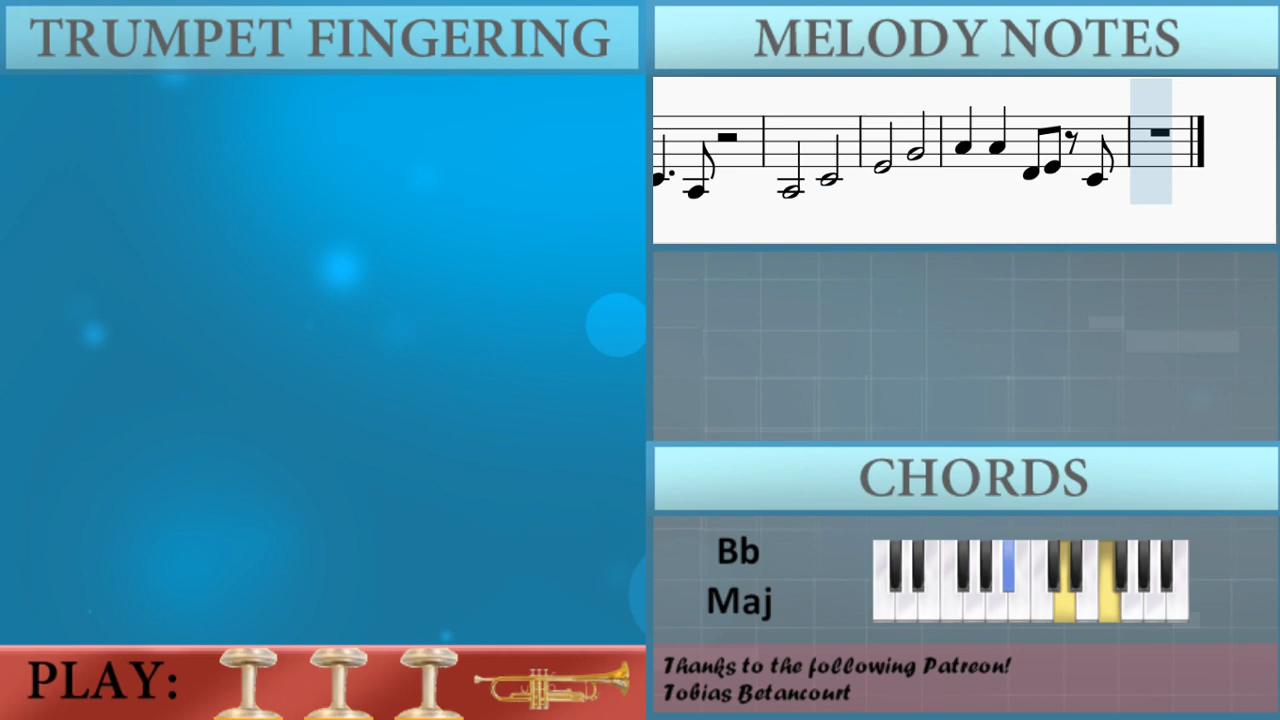 TRUMPET FINGERING
MELODY NOTES
CHORDS
Bb
Maj
PLAY:
Thanks to the following Patreon!
Tobias Betancourt